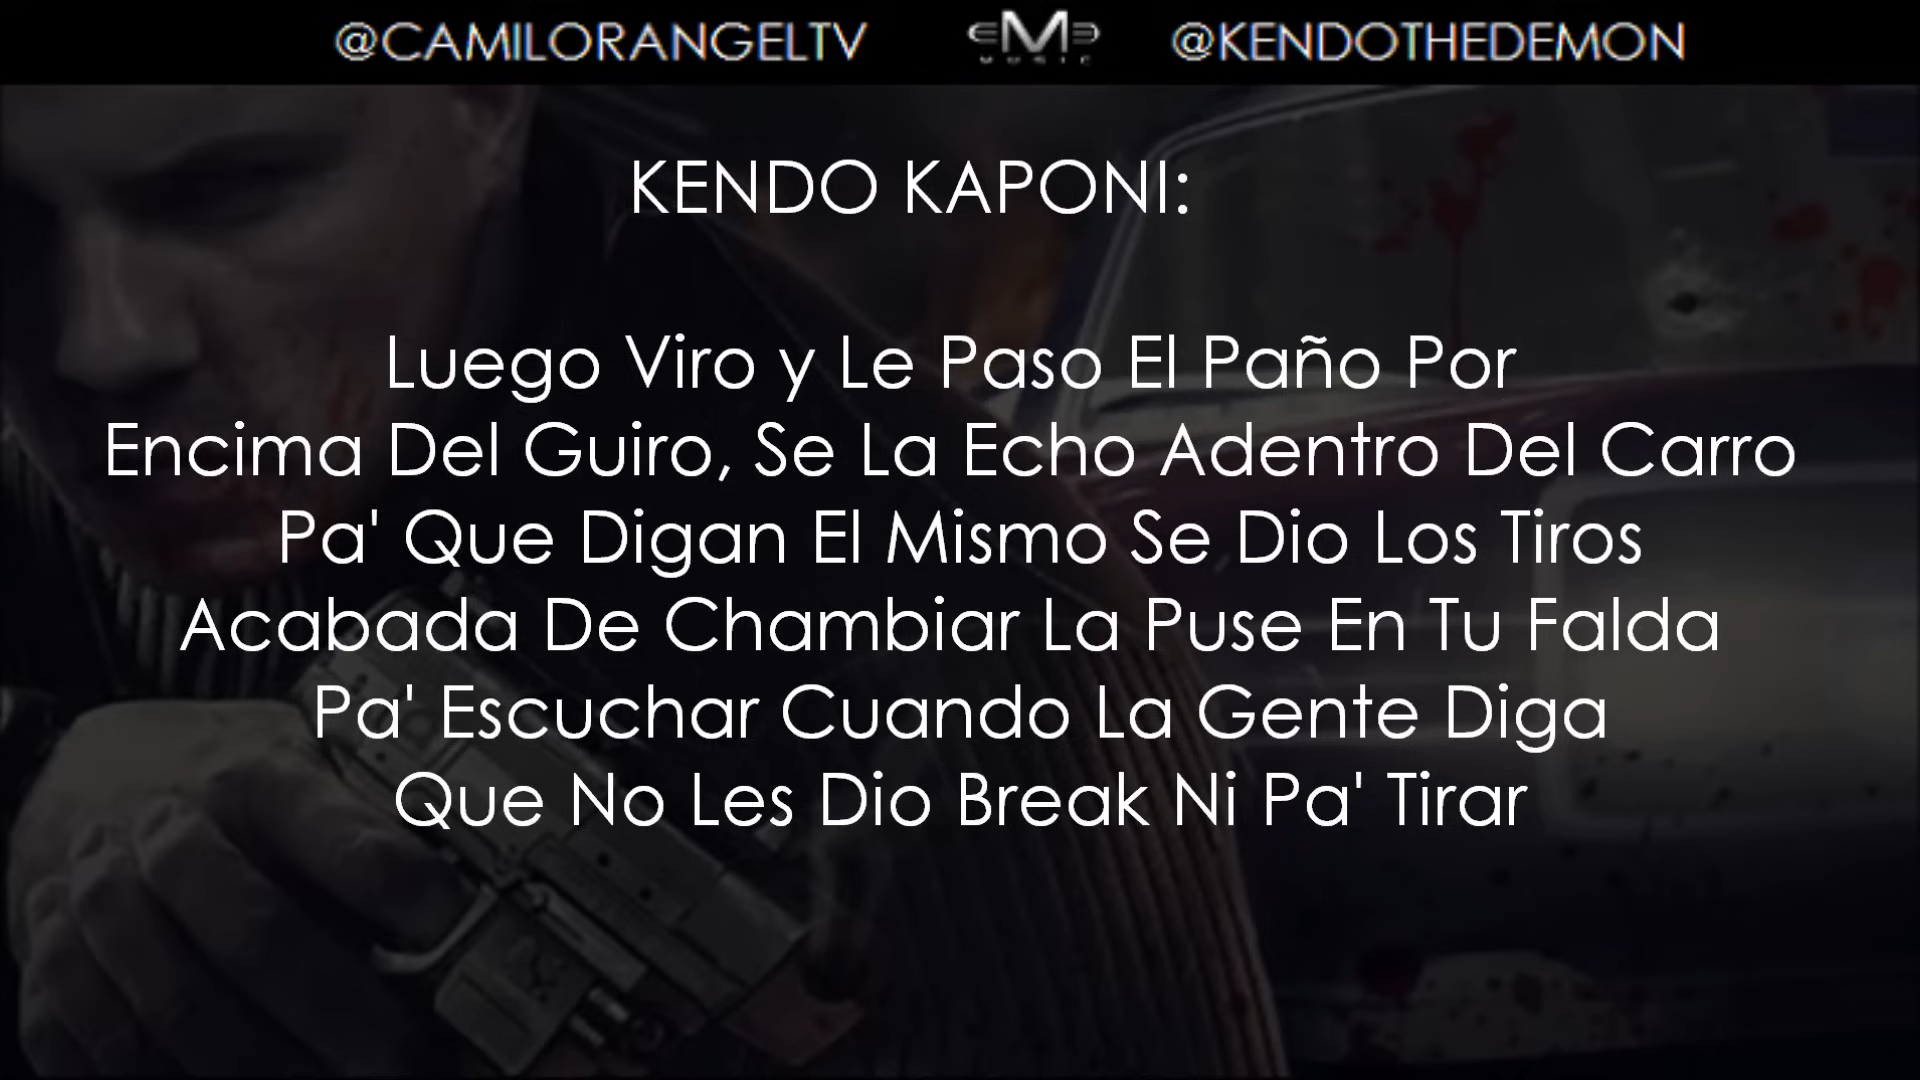 @CAMILORANGELTV EME MUSIC @KENDOTHEDEMON
KENDO KAPONI:
Luego Viro y Le Paso El Paño Por
Encima Del Guiro, Se La Echo Adentro Del Carro
Pa' Que Digan El Mismo Se Dio Los Tiros
Acabada De Chambiar La Puse En Tu Falda
Pa' Escuchar Cuando La Gente Diga
Que No Les Dio Break Ni Pa' Tirar